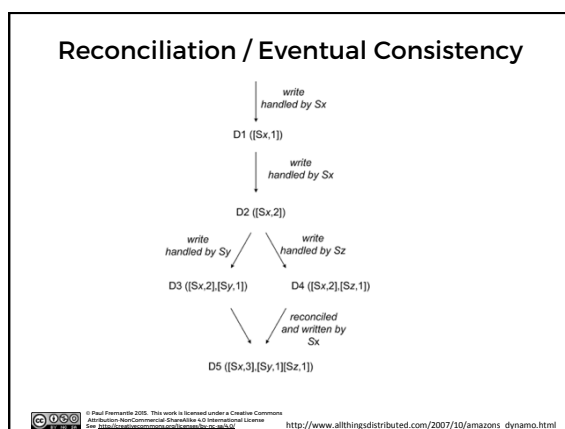 Reconciliation / Eventual Consistency
write
handled by Sx
D1 ([Sx,1])
write
handled by Sx
D2 ([Sx,2])
write
handled by Sy
write
handled by Sz
D3 ([Sx,2],[Sy,1])
D4 ([Sx,2],[Sz,1])
reconciled
and written by
Sx
D5 ([Sx,3],[Sy,1][Sz,1])
cc BY NC SA
© Paul Fremantle 2015. This work is licensed under a Creative Commons
Attribution-NonCommercial-ShareAlike 4.0 International License
See http://creativecommons.org/licenses/by-nc-sa/4.0/
http://www.allthingsdistributed.com/2007/10/amazons_dynamo.html